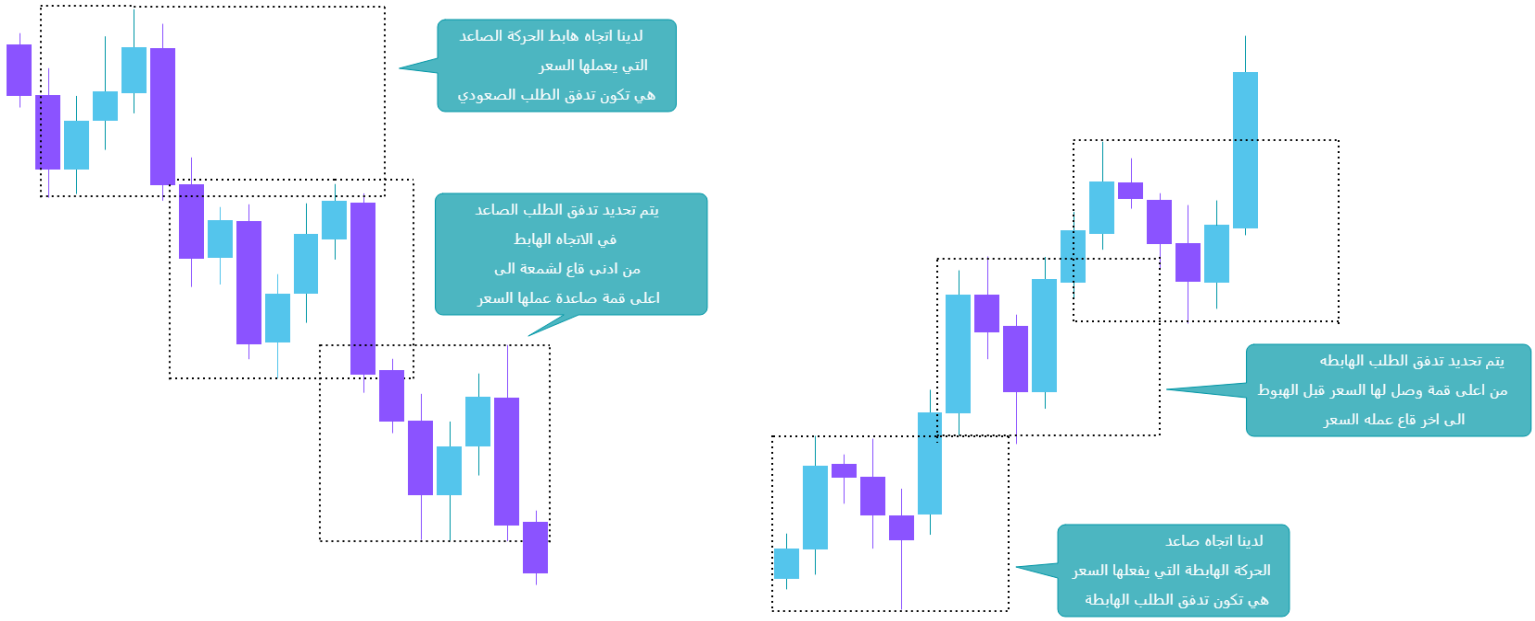 لدينا اتجاه هابط الحركة الصاعد
التي يعملها السعر
هي تكون تدفق الطلب الصعودي
يتم تحديد تدفق الطلب الصاعد
في الاتجاه الهابط
من ادنى قاع لشمعة الى
اعلى قمة صاعدة عملها السعر
يتم تحديد تدفق الطلب الهابطه
من اعلى قمة وصل لها السعر قبل الهبوط
الى اخر قاع عمله السعر
لدينا اتجاه صاعد
الحركة الهابطة التي يفعلها السعر
هي تكون تدفق الطلب الهابطة